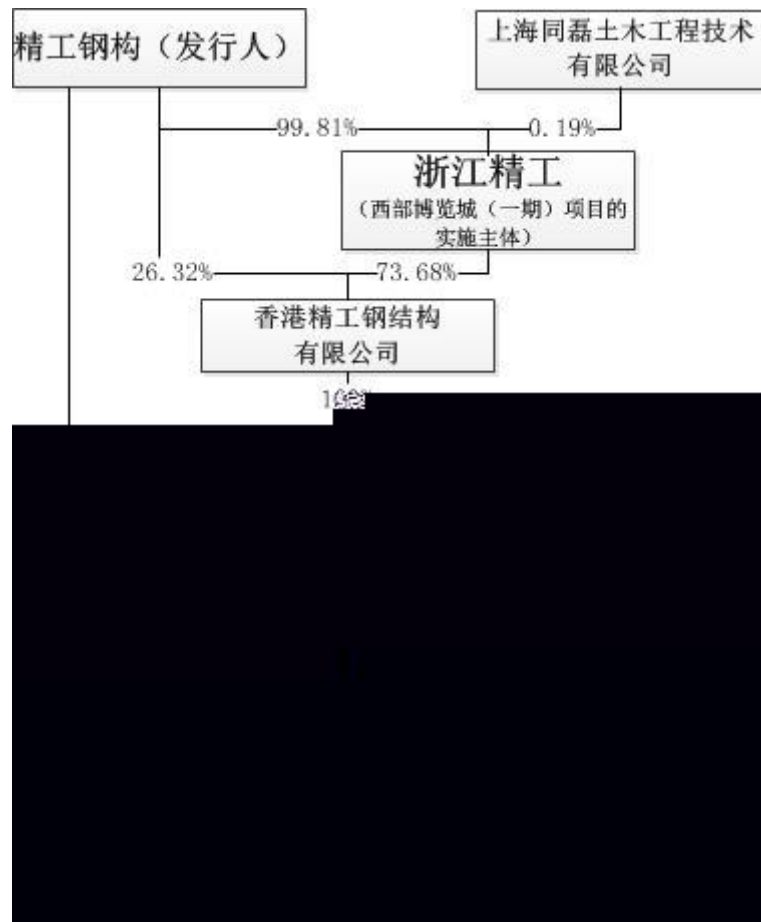 精工钢构（发行人）
上海同磊土木工程技术
有限公司
99.81%
0.19%
浙江精工
（西部博览城（一期）项目的
实施主体）
26.32%
73.68%
香港精工钢结构
有限公司